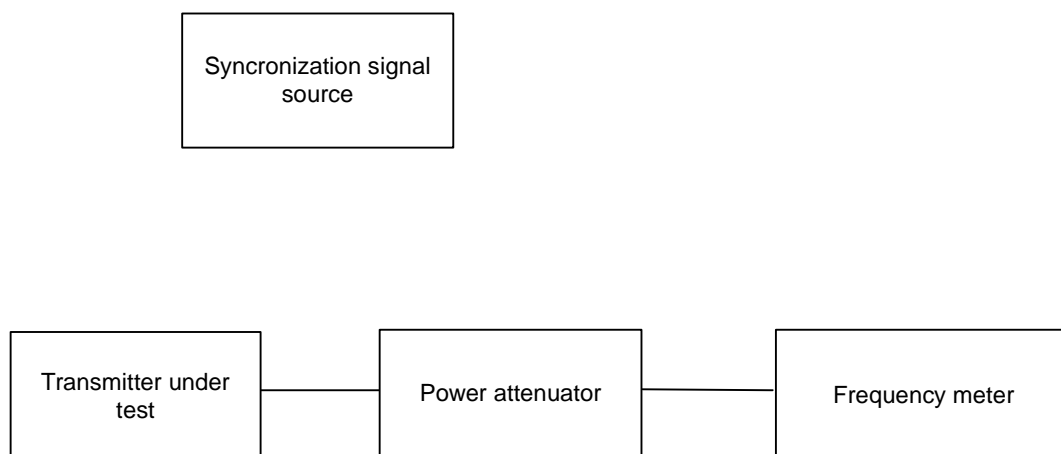 Syncronization signal
source
Transmitter under
test
Power attenuator
Frequency meter